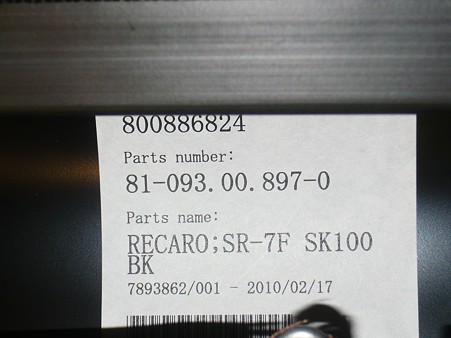 800886824
Parts number:
81-093.00.897-0
Parts name:
RECARO;SR-7F SK100
BK
7893862/001 - 2010/02/17